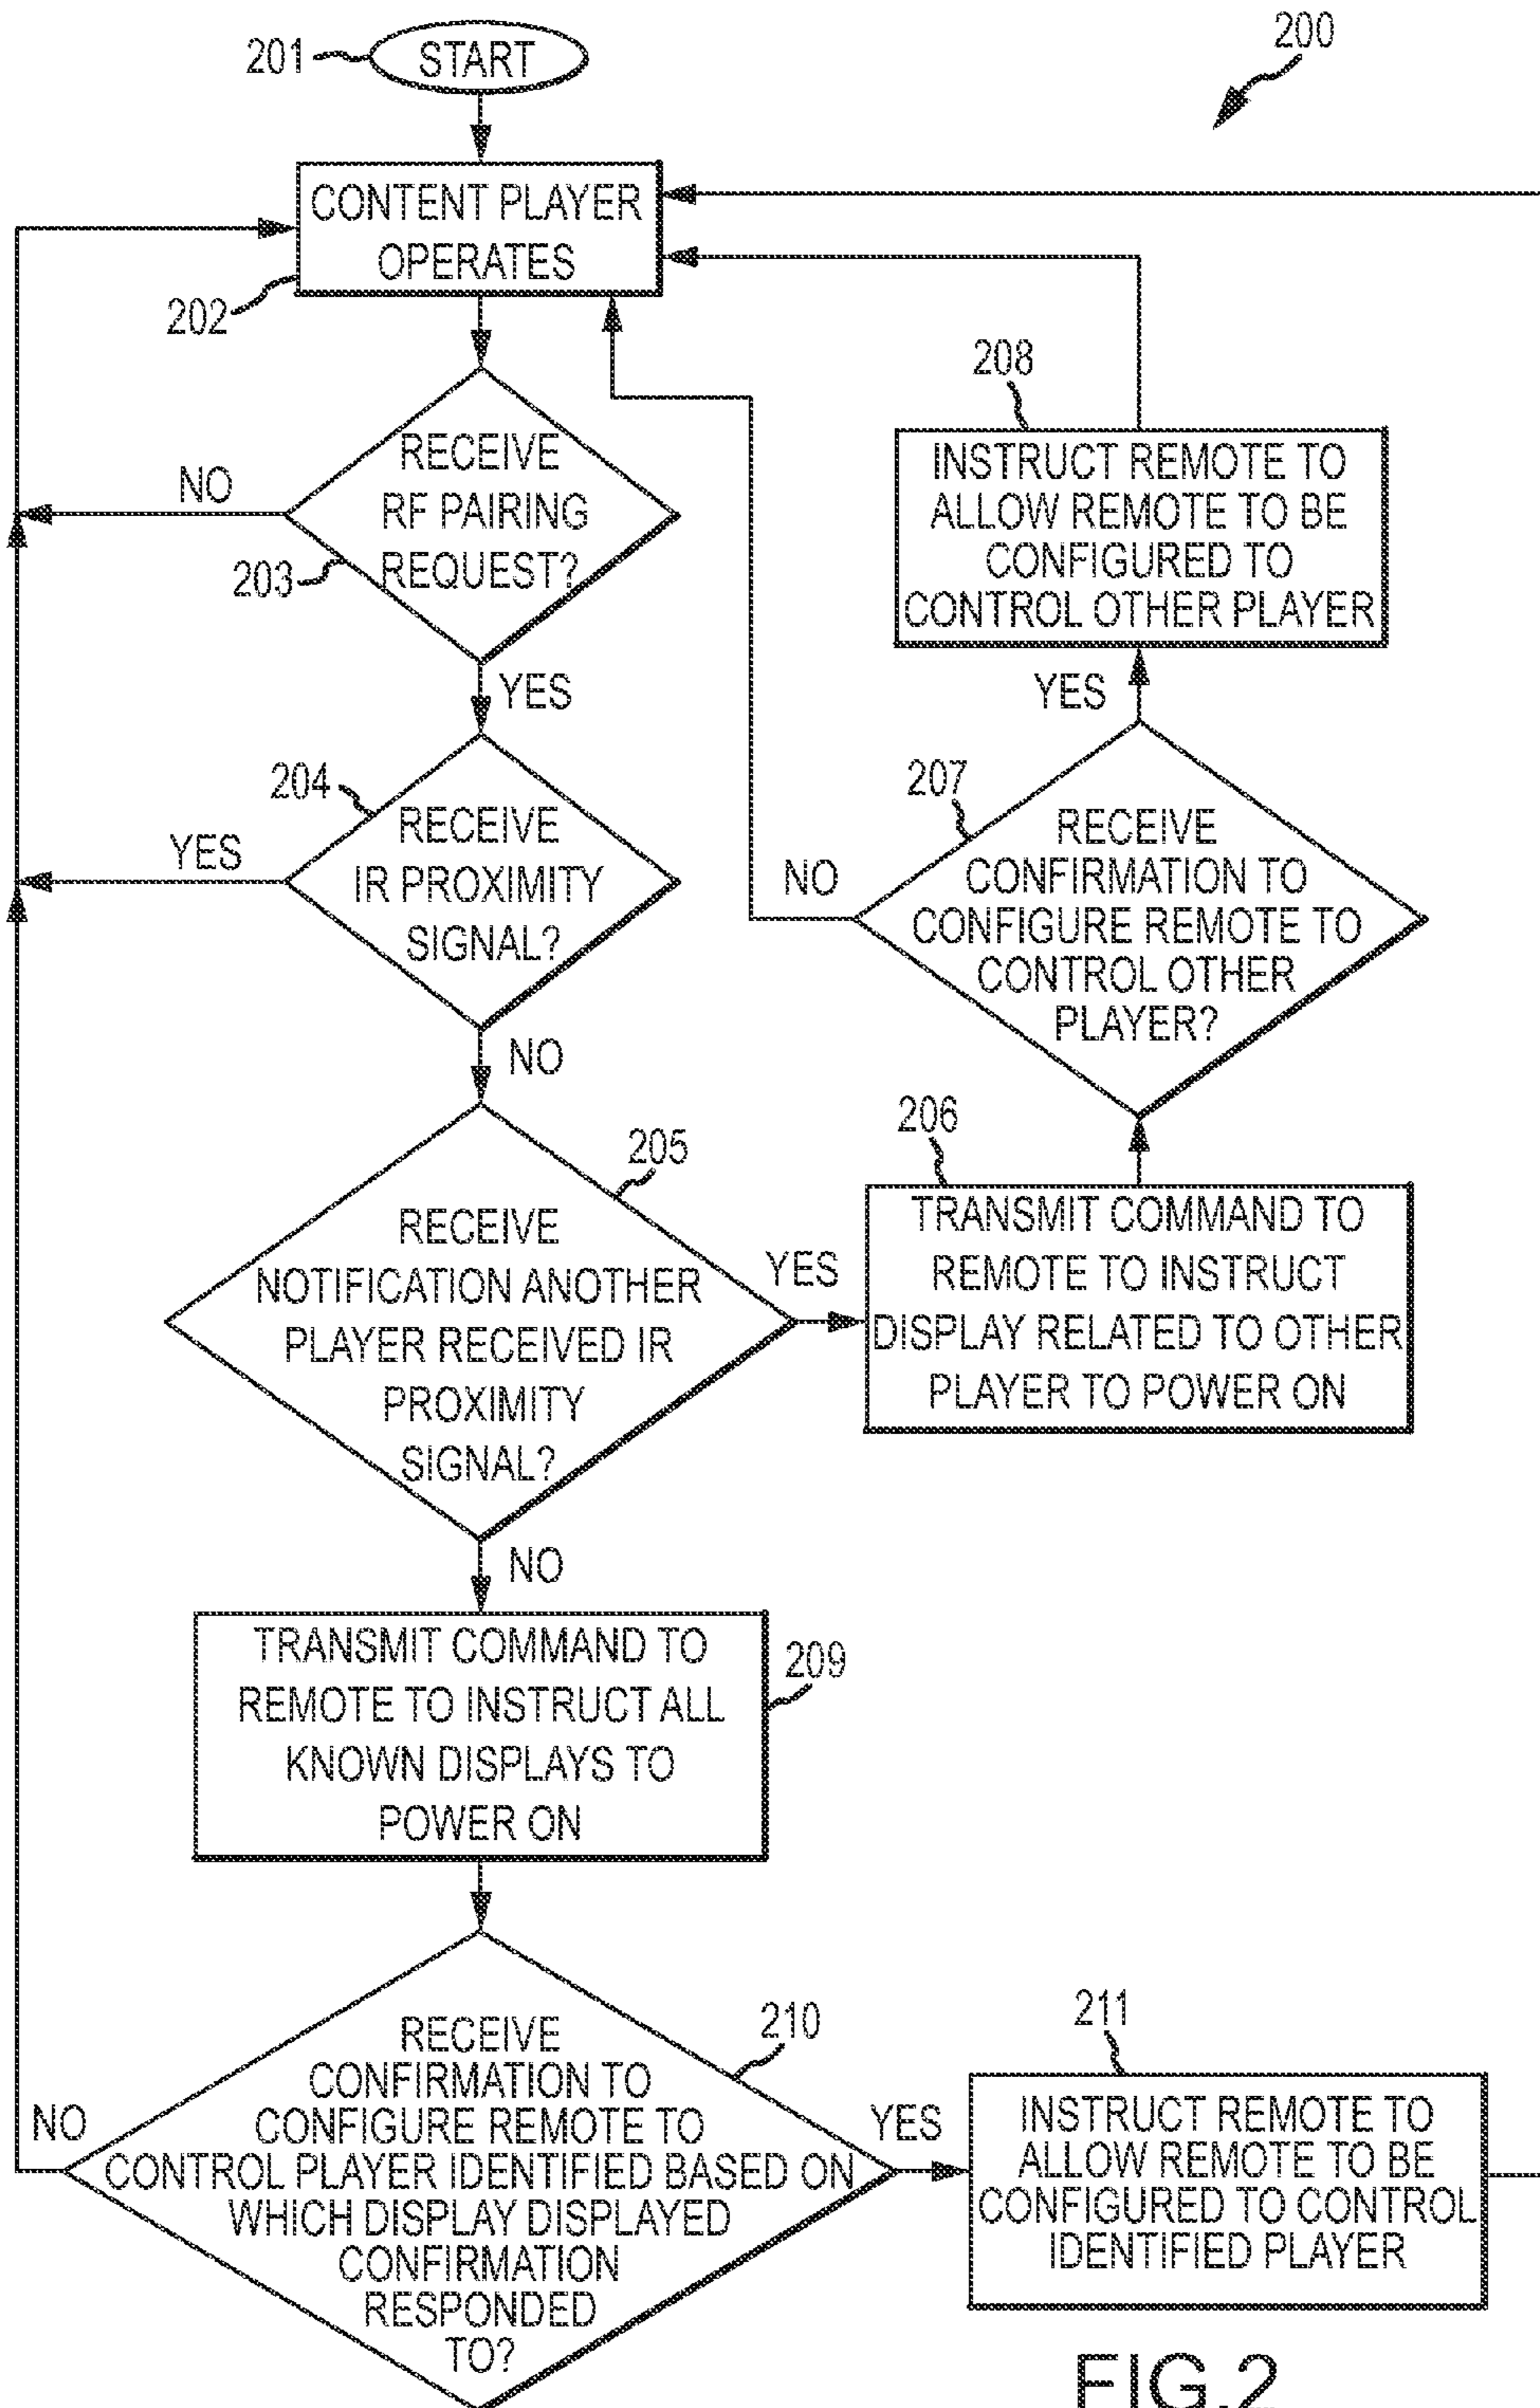 200
201
START
CONTENT PLAYER
OPERATES
202
RECEIVE
RF PAIRING
REQUEST?
203
NO
YES
204
RECEIVE
IR PROXIMITY
SIGNAL?
YES
NO
205
RECEIVE
NOTIFICATION ANOTHER
PLAYER RECEIVED IR
PROXIMITY
SIGNAL?
YES
NO
206
TRANSMIT COMMAND TO
REMOTE TO INSTRUCT
DISPLAY RELATED TO OTHER
PLAYER TO POWER ON
207
RECEIVE
CONFIRMATION TO
CONFIGURE REMOTE TO
CONTROL OTHER
PLAYER?
NO
YES
208
INSTRUCT REMOTE TO
ALLOW REMOTE TO BE
CONFIGURED TO
CONTROL OTHER PLAYER
TRANSMIT COMMAND TO
REMOTE TO INSTRUCT ALL
KNOWN DISPLAYS TO
POWER ON
209
210
RECEIVE
CONFIRMATION TO
CONFIGURE REMOTE TO
CONTROL PLAYER IDENTIFIED BASED ON
WHICH DISPLAY DISPLAYED
CONFIRMATION
RESPONDED
TO?
NO
YES
211
INSTRUCT REMOTE TO
ALLOW REMOTE TO BE
CONFIGURED TO CONTROL
IDENTIFIED PLAYER
FIG.2